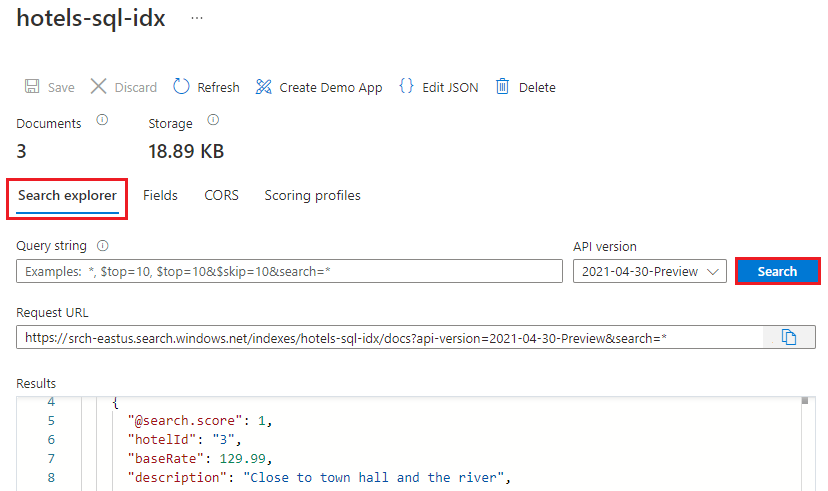 hotels-sql-idx ...
Save Discard Refresh Create Demo App {} Edit JSON Delete
Documents Storage
3 18.89 KB
Search explorer Fields CORS Scoring profiles
Query string API version
Examples: *, $top=10, $top=10&$skip=10&search=* 2021-04-30-Preview Search
Request URL
https://srch-eastus.search.windows.net/indexes/hotels-sql-idx/docs?api-version=2021-04-30-Preview&search=*
Results
4 {
5 "@search.score": 1,
6 "hotelId": "3",
7 "baseRate": 129.99,
8 "description": "Close to town hall and the river",